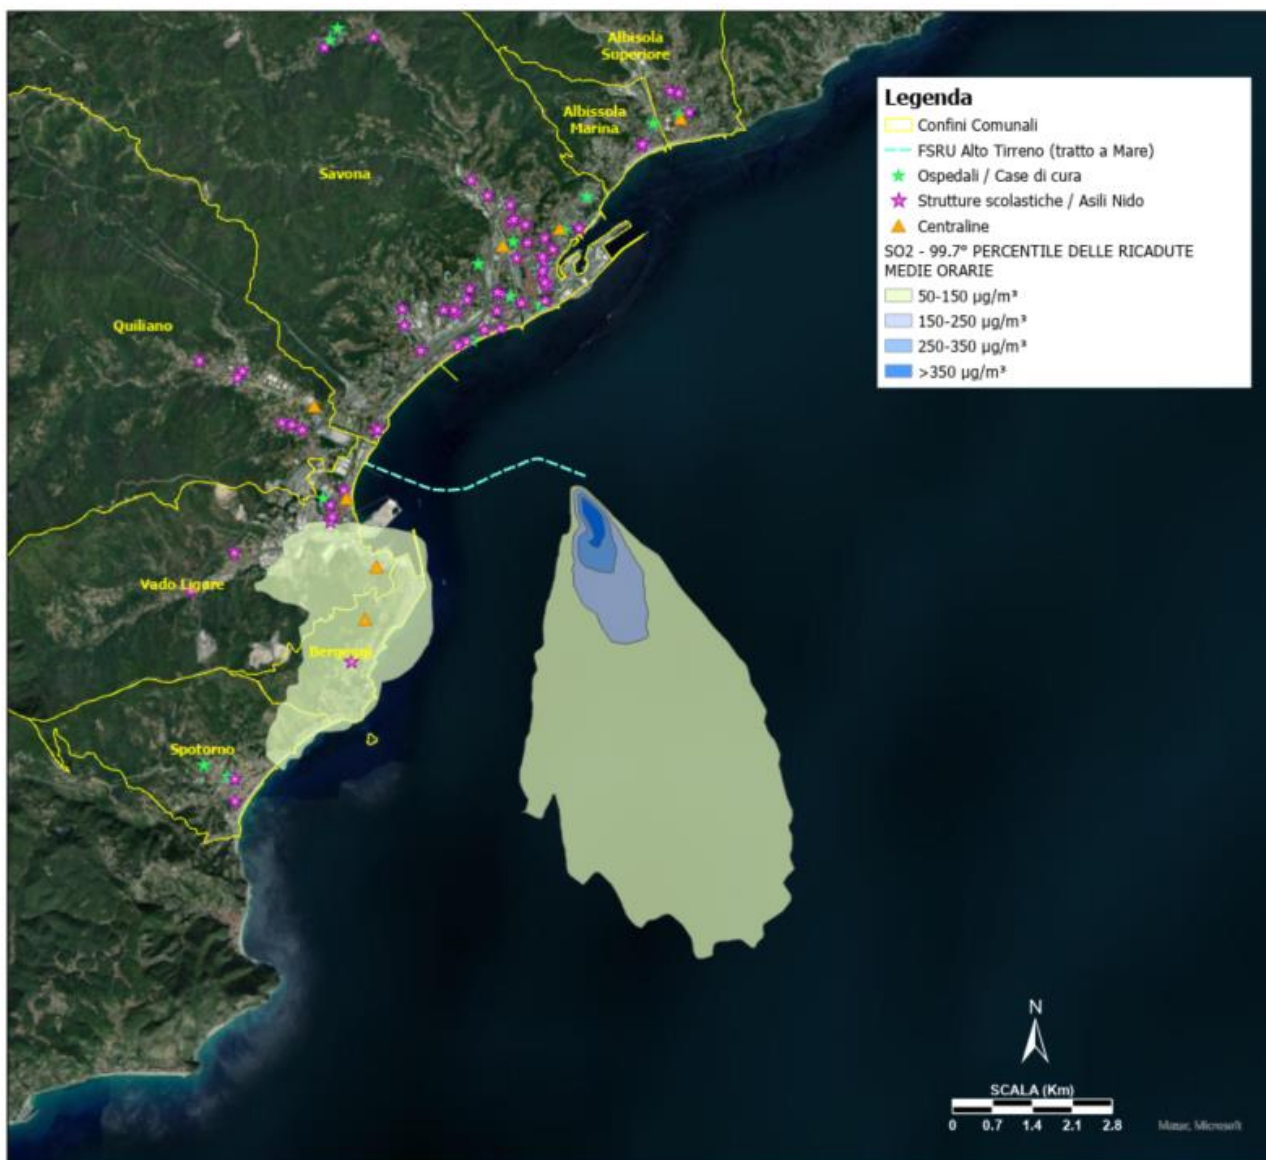 Albisola
Superiore
Albissola
Marina
Savona
Quiliano
Vado Ligure
Bergeggi
Spotorno
Legenda
Confini Comunali
FSRU Alto Tirreno (tratto a Mare)
Ospedali / Case di cura
Strutture scolastiche / Asili Nido
Centraline
SO2 - 99.7° PERCENTILE DELLE RICADUTE
MEDIE ORARIE
50-150 µg/m³
150-250 µg/m³
250-350 µg/m³
>350 µg/m³
N
SCALA (Km)
0 0.7 1.4 2.1 2.8
Maxar, Microsoft